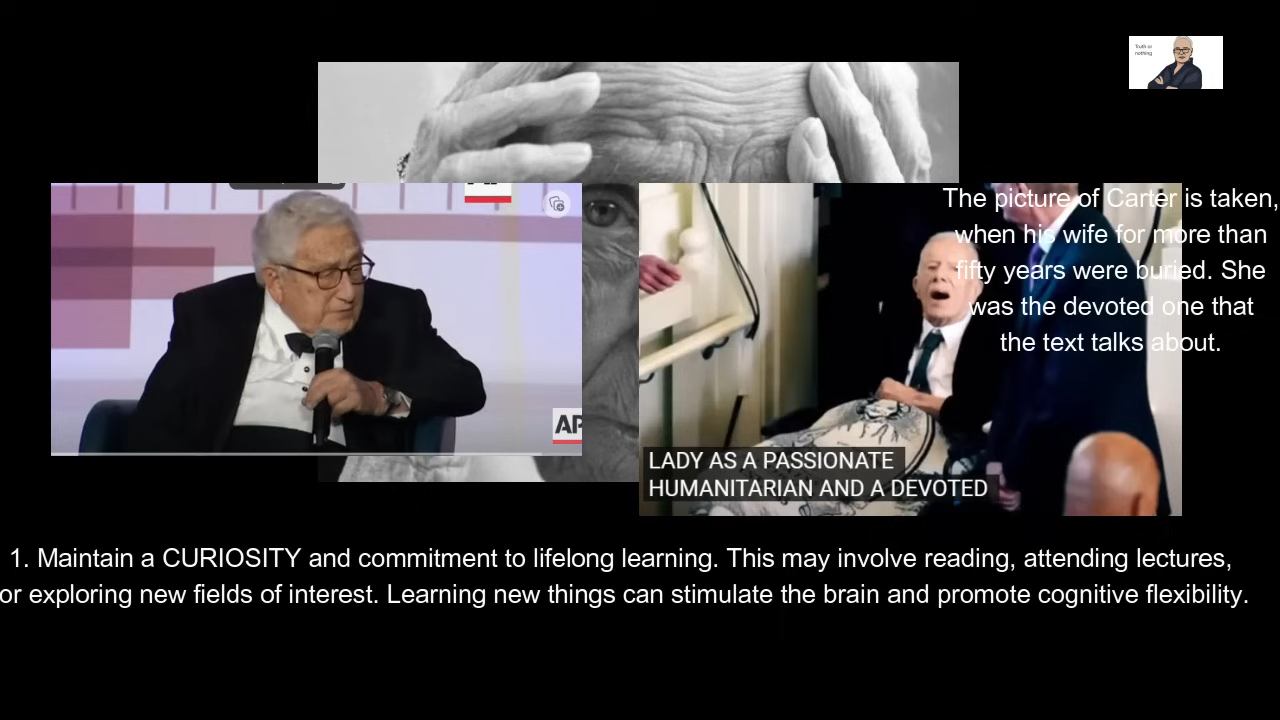 Truth or
nothing
The picture of Carter is taken,
when his wife for more than
fifty years were buried. She
was the devoted one that
the text talks about.
AP
LADY AS A PASSIONATE
HUMANITARIAN AND A DEVOTED
1. Maintain a CURIOSITY and commitment to lifelong learning. This may involve reading, attending lectures,
or exploring new fields of interest. Learning new things can stimulate the brain and promote cognitive flexibility.